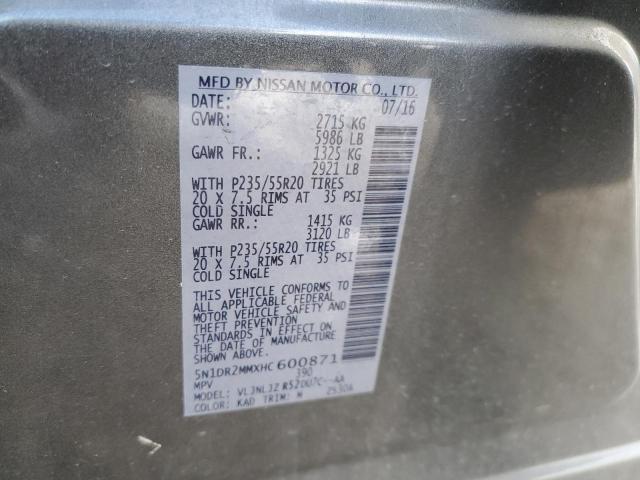 MFD BY NISSAN MOTOR CO., LTD.
DATE: 07/16
GVWR: 2715 KG
5986 LB
GAWR FR.: 1325 KG
2921 LB
WITH P235/55R20 TIRES
20 X 7.5 RIMS AT 35 PSI
COLD SINGLE
GAWR RR.: 1415 KG
3120 LB
WITH P235/55R20 TIRES
20 X 7.5 RIMS AT 35 PSI
COLD SINGLE
THIS VEHICLE CONFORMS TO
ALL APPLICABLE FEDERAL
MOTOR VEHICLE SAFETY AND
THEFT PREVENTION
STANDARDS IN EFFECT ON
THE DATE OF MANUFACTURE
SHOWN ABOVE.
5N1DR2MMXHC600871
MPV 390
MODEL:
COLOR: KAD TRIM: